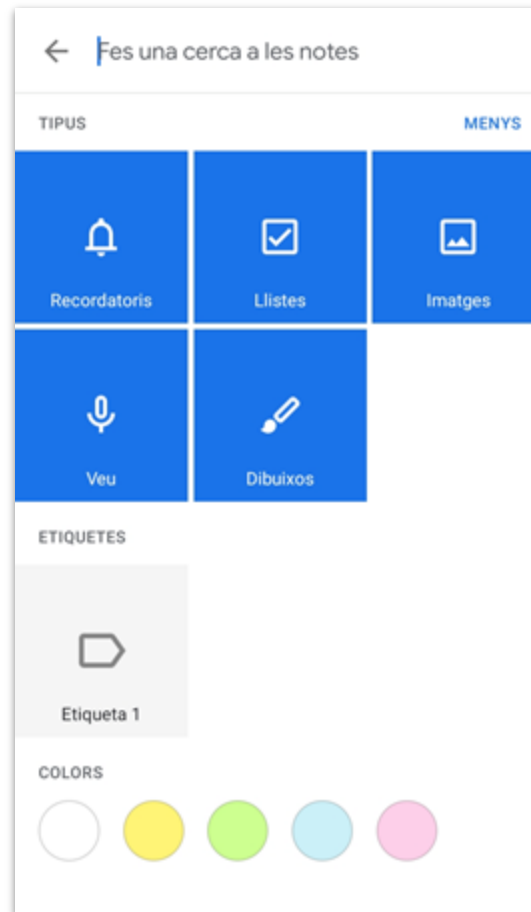 Fes una cerca a les notes
TIPUS MENYS
Recordatoris Llistes Imatges
Veu Dibuixos
ETIQUETES
Etiqueta 1
COLORS